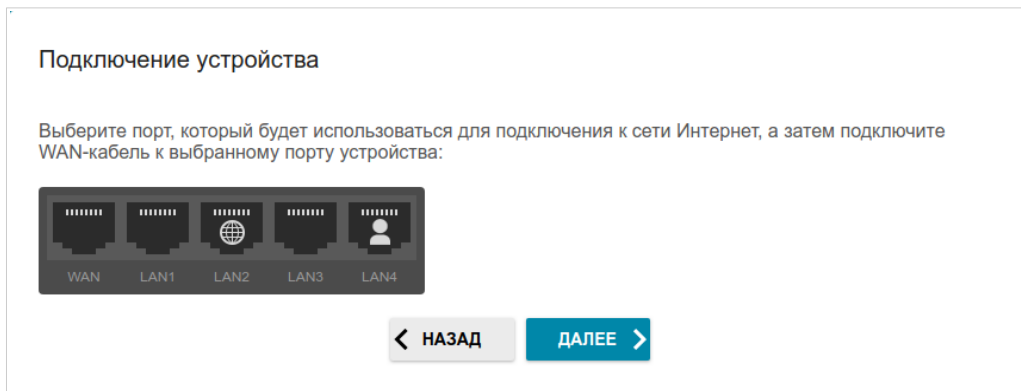 Подключение устройства
Выберите порт, который будет использоваться для подключения к сети Интернет, а затем подключите
WAN-кабель к выбранному порту устройства:
WAN LAN1 LAN2 LAN3 LAN4
НАЗАД ДАЛЕЕ